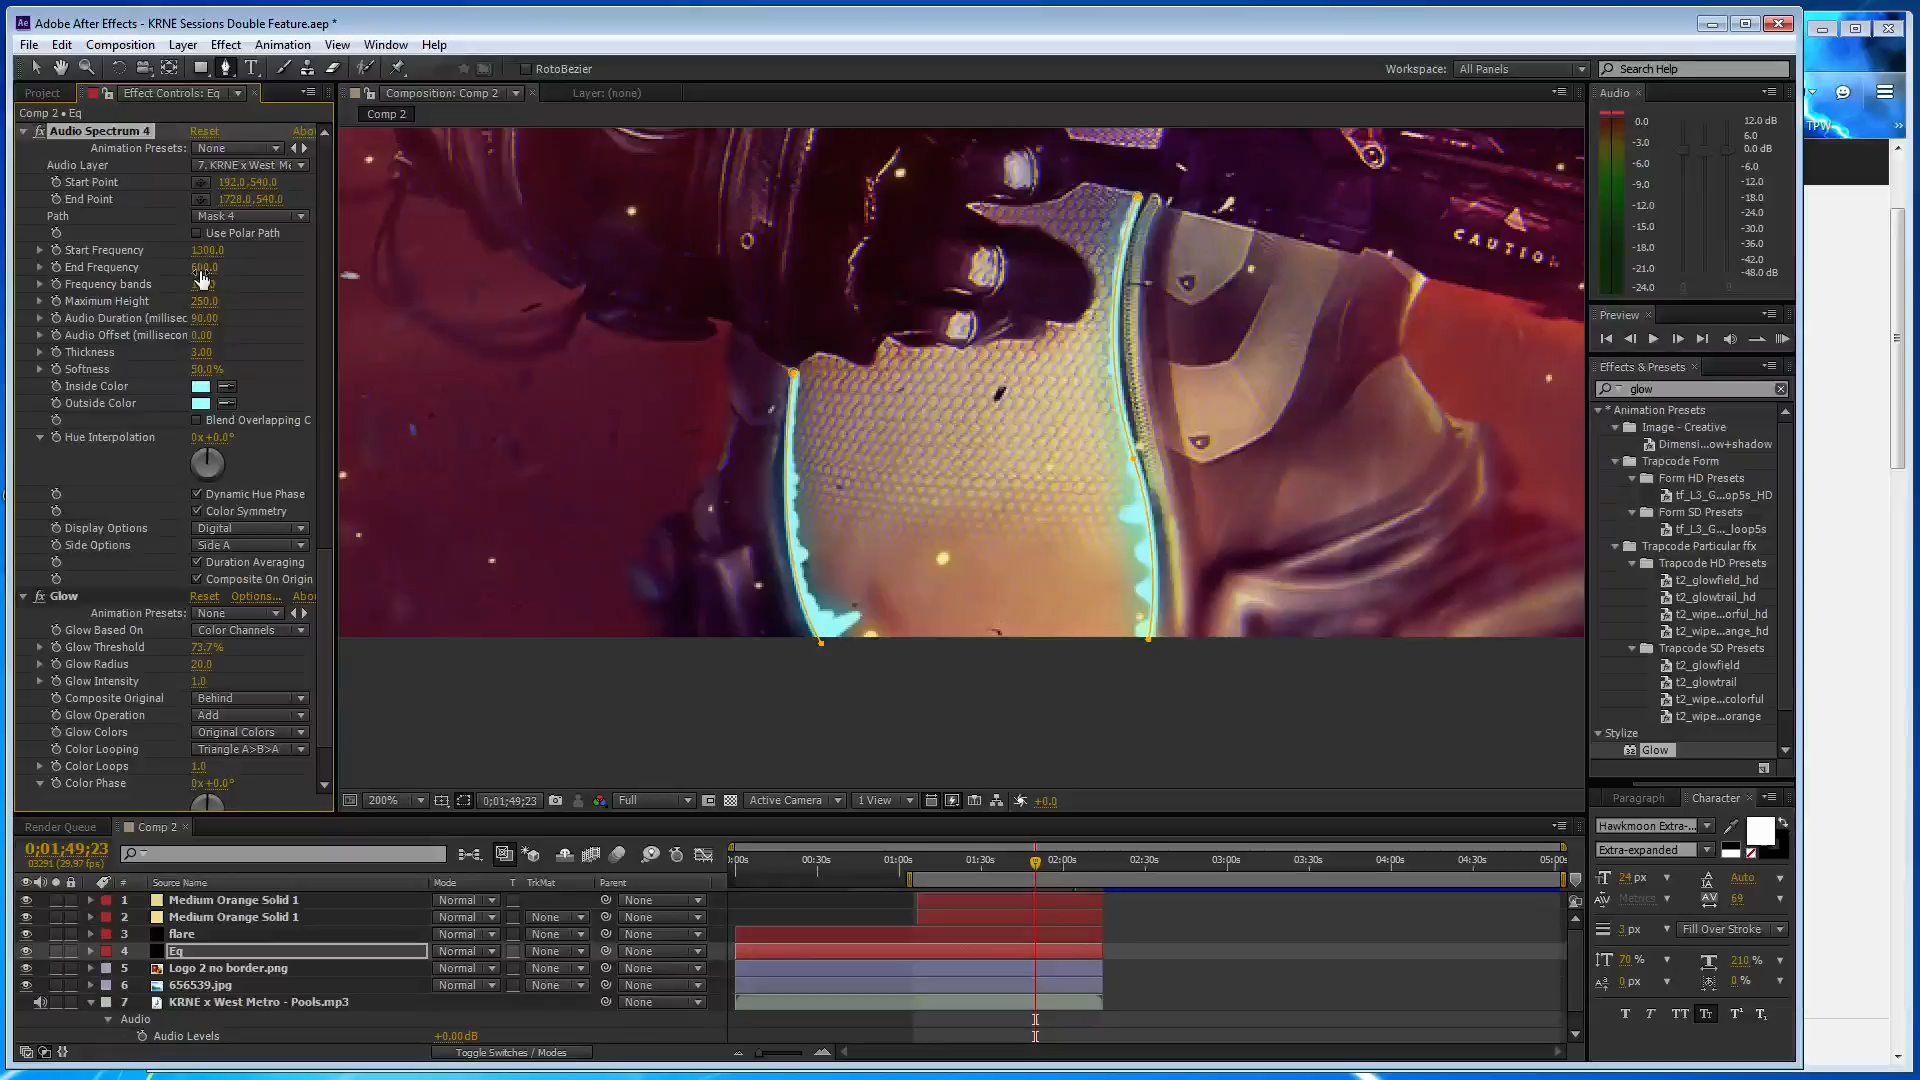 Adobe After Effects - KRNE Sessions Double Feature.aep *
File Edit Composition Layer Effect Animation View Window Help
RotoBezier
Workspace: All Panels
Search Help
Project
Effect Controls: Eq
Composition: Comp 2
Layer: (none)
Audio
TPW
Comp 2 • Eq
Comp 2
Audio Spectrum 4 Reset Abo
Animation Presets: None
Audio Layer 7. KRNE x West Me
Start Point 192.0,540.0
End Point 1728.0,540.0
Path Mask 4
Use Polar Path
Start Frequency 1300.0
End Frequency 600.0
Frequency bands
Maximum Height 250.0
Audio Duration (millisec 90.00
Audio Offset (millisecon 0.00
Thickness 3.00
Softness 50.0%
Inside Color
Outside Color
Blend Overlapping C
Hue Interpolation 0x+0.0°
Dynamic Hue Phase
Color Symmetry
Display Options Digital
Side Options Side A
Duration Averaging
Composite On Origin
Glow Reset Options... Abo
Animation Presets: None
Glow Based On Color Channels
Glow Threshold 73.7%
Glow Radius 20.0
Glow Intensity 1.0
Composite Original Behind
Glow Operation Add
Glow Colors Original Colors
Color Looping Triangle A>B>A
Color Loops 1.0
Color Phase 0x+0.0°
CAUTION
0.0 12.0 dB
-3.0 6.0
-6.0 0.0 dB
-9.0 -6.0
-12.0 -12.0
-15.0 -18.0
-18.0 -24.0
-21.0 -30.0
-24.0 -36.0
-42.0
-48.0 dB
Preview
Effects & Presets
glow
* Animation Presets
Image - Creative
Dimensi...ow+shadow
Trapcode Form
Form HD Presets
tf_L3_G...op5s_HD
Form SD Presets
tf_L3_G..._loop5s
Trapcode Particular ffx
Trapcode HD Presets
t2_glowfield_hd
t2_glowtrail_hd
t2_wipe...orful_hd
t2_wipe...ange_hd
Trapcode SD Presets
t2_glowfield
t2_glowtrail
t2_wipe...colorful
t2_wipe...orange
Stylize
Glow
200% 0;01;49;23 Full Active Camera 1 View +0.0
Paragraph Character
Hawkmoon Extra-...
Extra-expanded
24 px Auto
Metrics 69
3 px Fill Over Stroke
70 % 210 %
0 px 0 %
T T TT Tt T¹ T₁
Render Queue Comp 2
0;01;49;23
03291 (29.97 fps)
# Source Name Mode T TrkMat Parent
:00s 00:30s 01:00s 01:30s 02:00s 02:30s 03:00s 03:30s 04:00s 04:30s 05:00s
1 Medium Orange Solid 1 Normal None
2 Medium Orange Solid 1 Normal None None
3 flare Normal None None
4 Eq Normal None None
5 Logo 2 no border.png Normal None None
6 656539.jpg Normal None None
7 KRNE x West Metro - Pools.mp3 None
Audio
Audio Levels +0.00dB
Toggle Switches / Modes